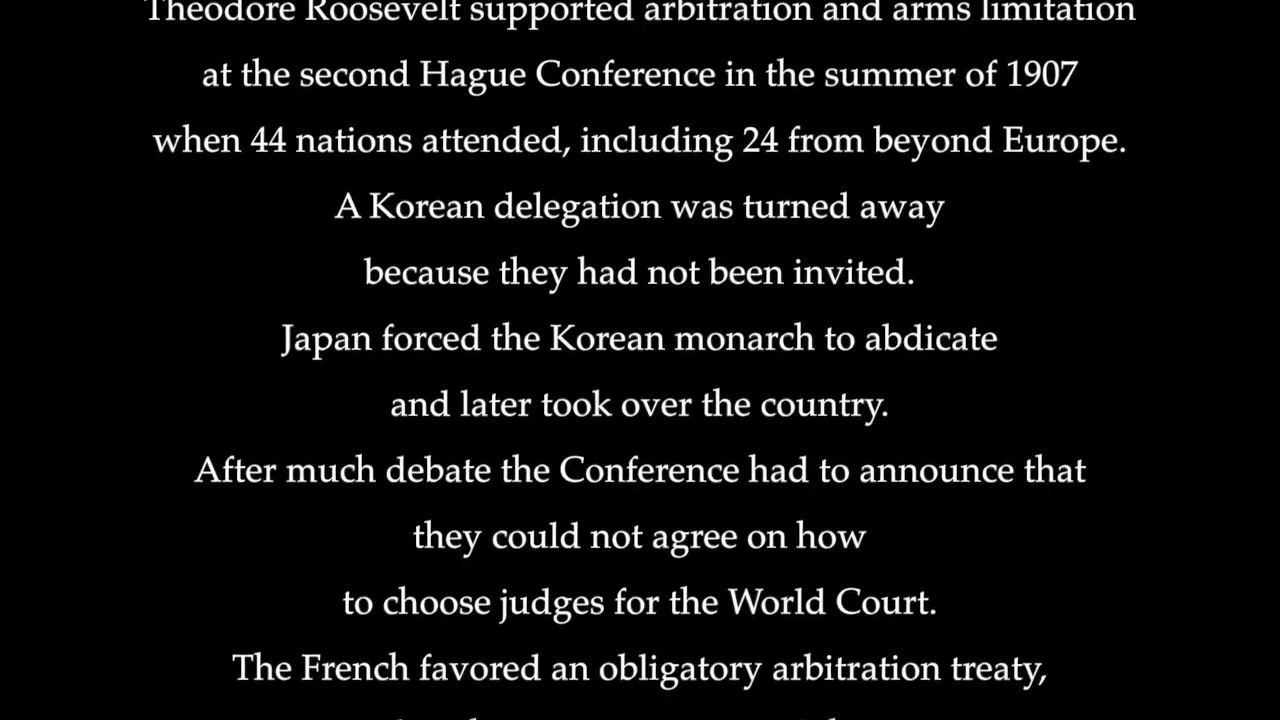 Theodore Roosevelt supported arbitration and arms limitation
at the second Hague Conference in the summer of 1907
when 44 nations attended, including 24 from beyond Europe.
A Korean delegation was turned away
because they had not been invited.
Japan forced the Korean monarch to abdicate
and later took over the country.
After much debate the Conference had to announce that
they could not agree on how
to choose judges for the World Court.
The French favored an obligatory arbitration treaty,